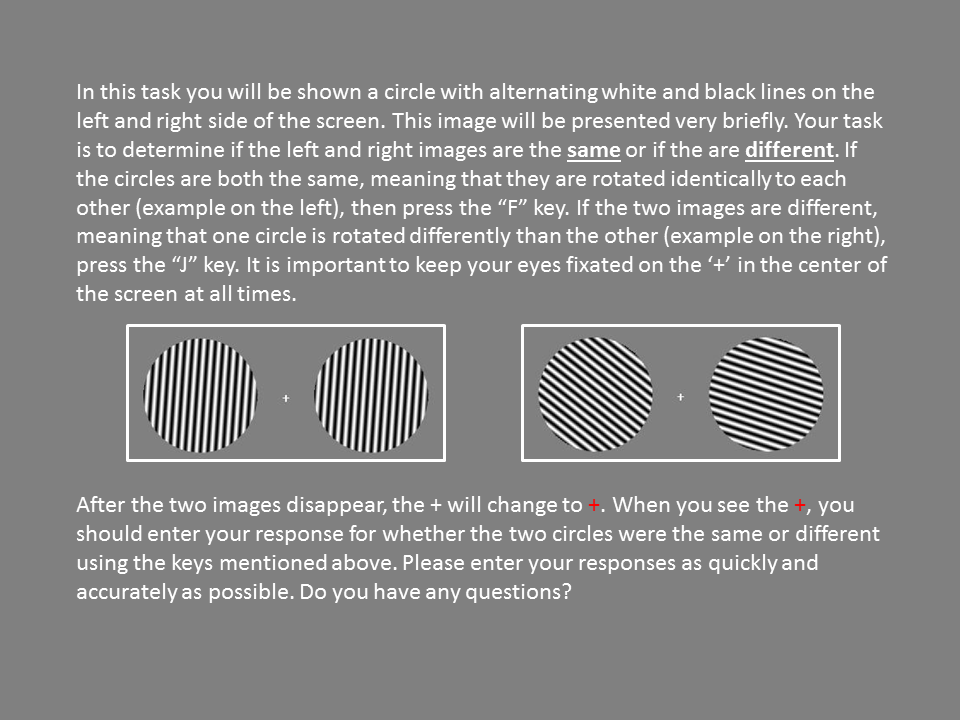 In this task you will be shown a circle with alternating white and black lines on the
left and right side of the screen. This image will be presented very briefly. Your task
is to determine if the left and right images are the same or if the are different. If
the circles are both the same, meaning that they are rotated identically to each
other (example on the left), then press the “F” key. If the two images are different,
meaning that one circle is rotated differently than the other (example on the right),
press the “J” key. It is important to keep your eyes fixated on the ‘+’ in the center of
the screen at all times.
+ +
After the two images disappear, the + will change to +. When you see the +, you
should enter your response for whether the two circles were the same or different
using the keys mentioned above. Please enter your responses as quickly and
accurately as possible. Do you have any questions?